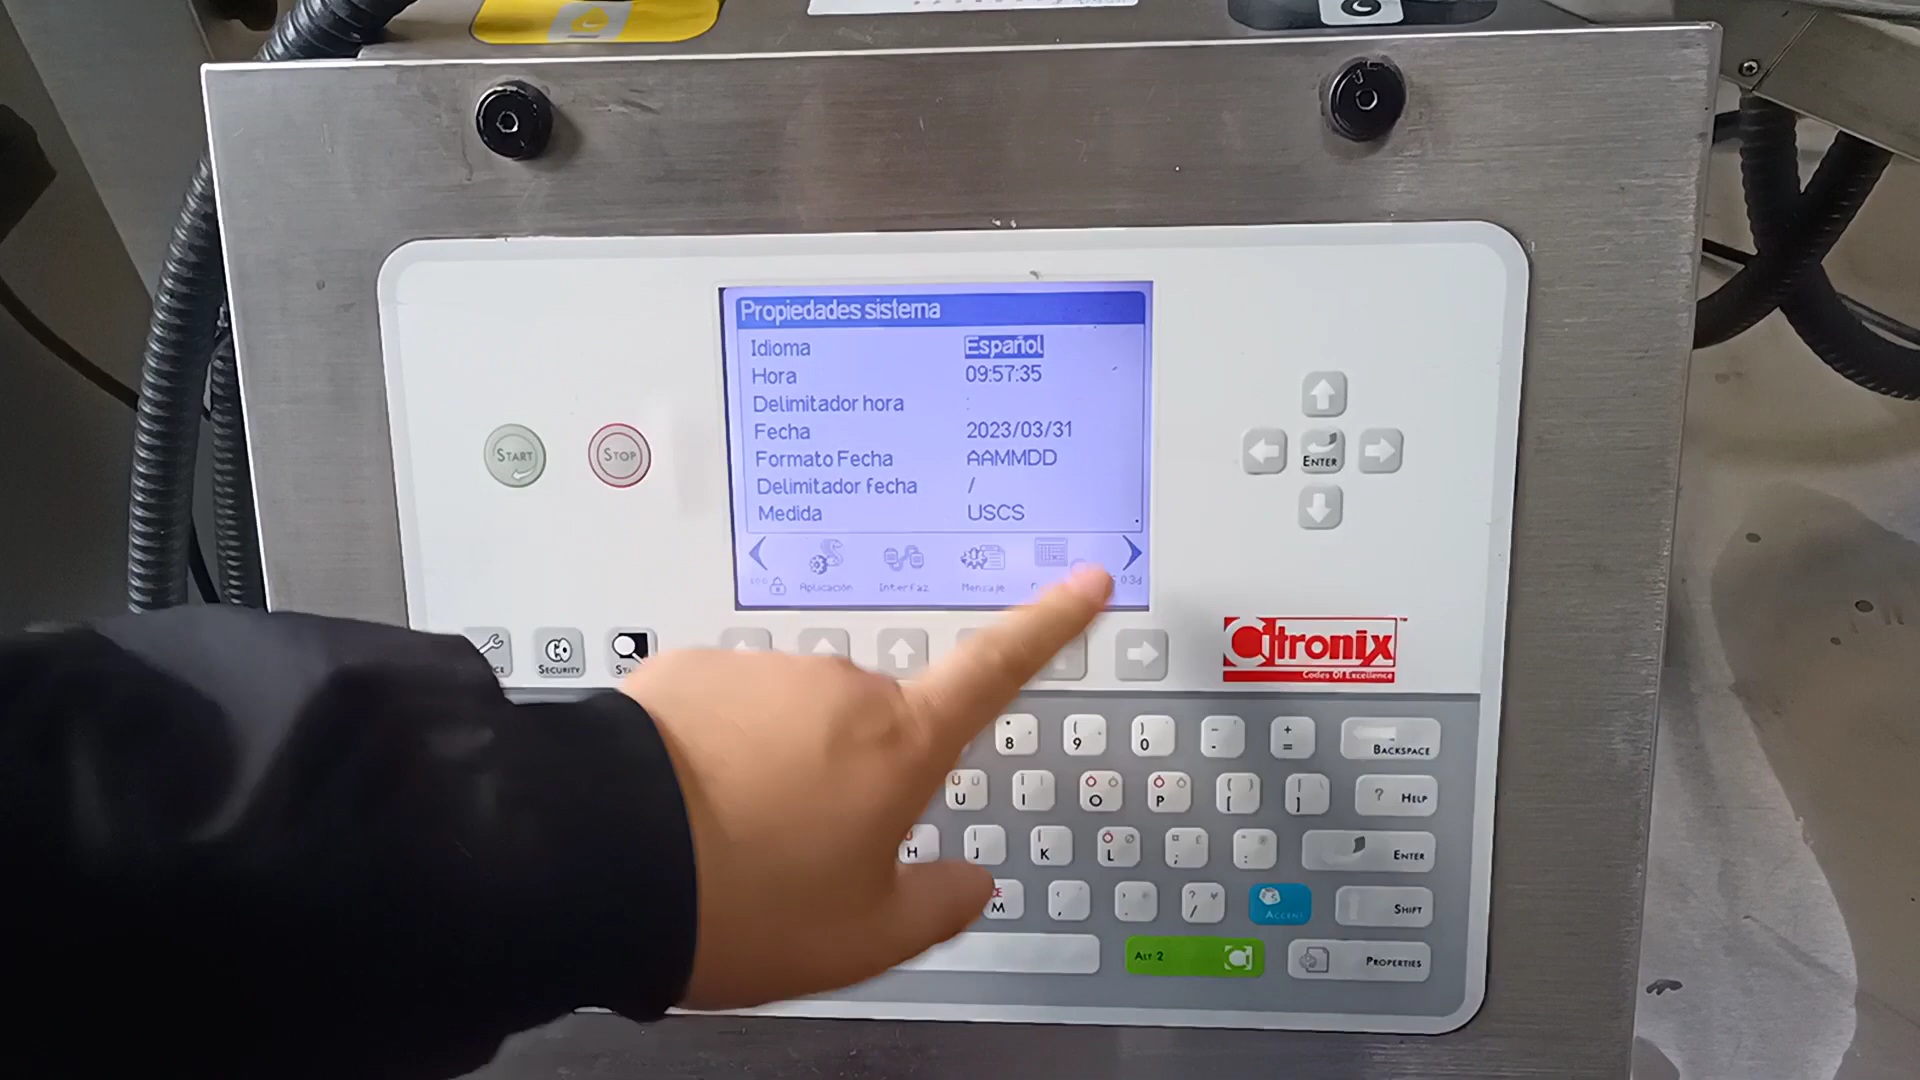 Propiedades sistema
Idioma Español
Hora 09:57:35
Delimitador hora :
Fecha 2023/03/31
Formato Fecha AAMMDD
Delimitador fecha /
Medida USCS
Aplicación Interfaz Mensaje
START
STOP
ENTER
SECURITY
Citronix
Codes Of Excellence
8 ( 9 ) 0 - + =
BACKSPACE
U I O P { [ } ]
? HELP
H J K L ; :
ENTER
M , . ? /
ACCENT
SHIFT
ALT 2
PROPERTIES